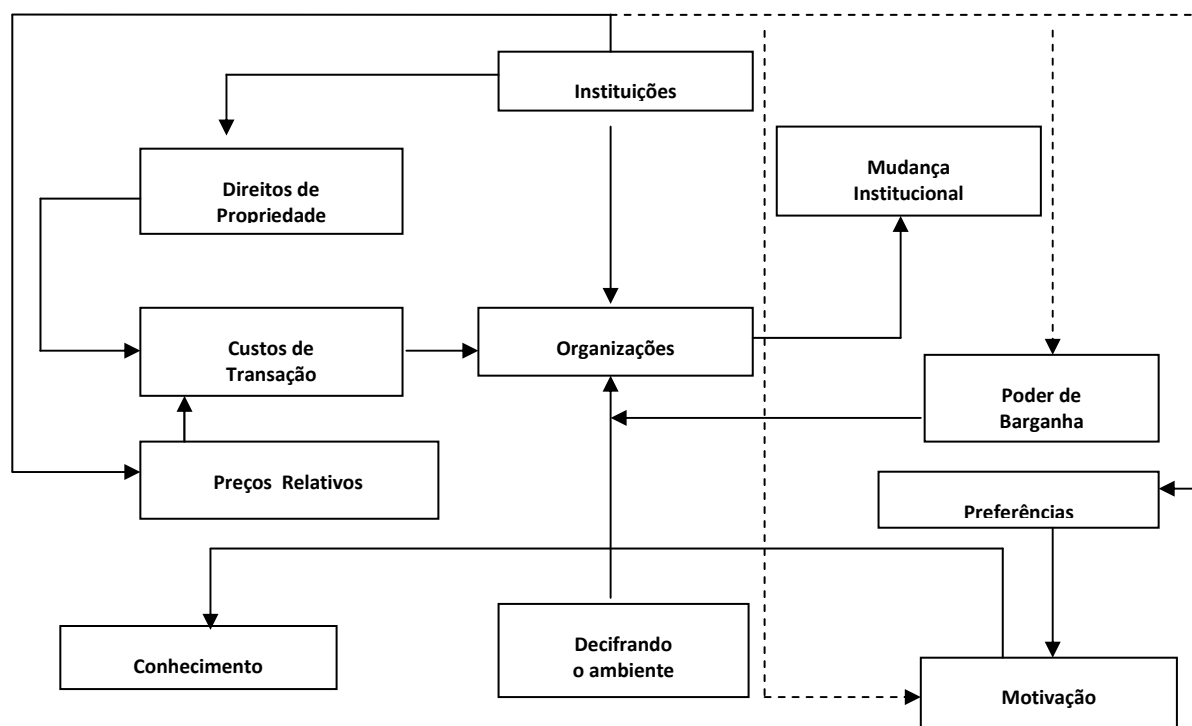 Instituições
Mudança
Institucional
Direitos de
Propriedade
Custos de
Transação
Organizações
Poder de
Barganha
Preços Relativos
Preferências
Conhecimento
Decifrando
o ambiente
Motivação